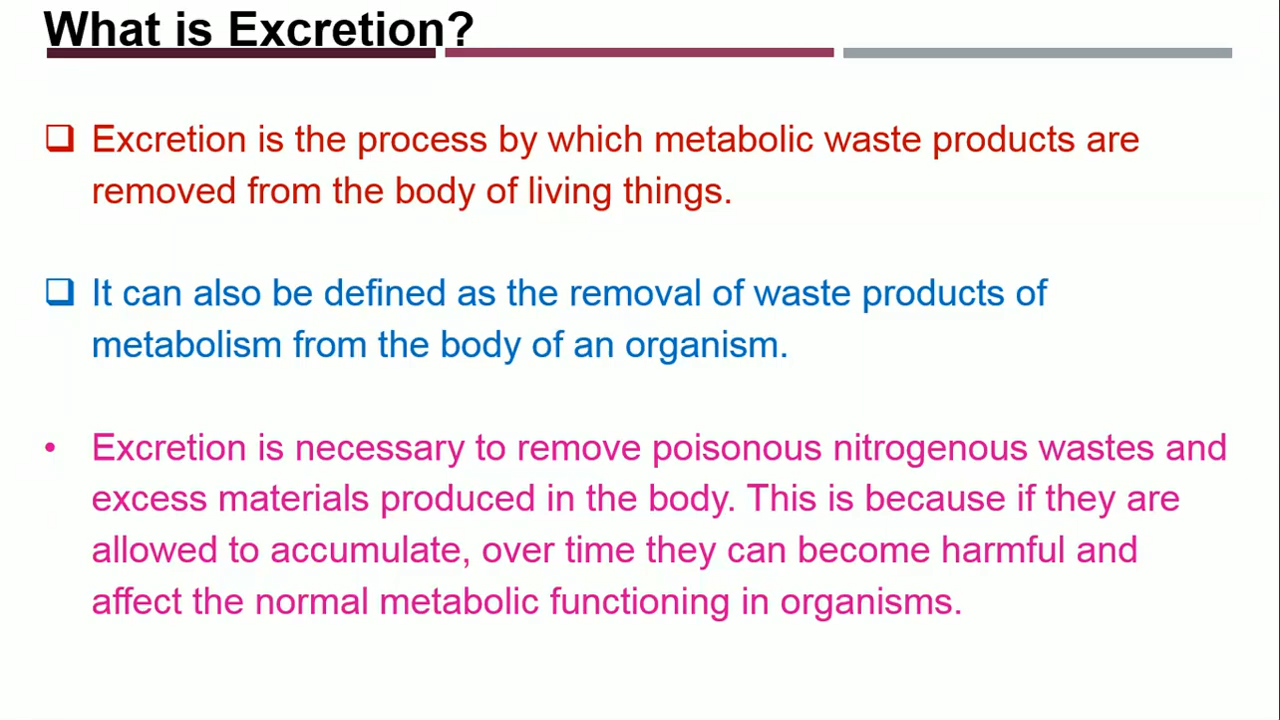 What is Excretion?
❑ Excretion is the process by which metabolic waste products are
removed from the body of living things.
❑ It can also be defined as the removal of waste products of
metabolism from the body of an organism.
• Excretion is necessary to remove poisonous nitrogenous wastes and
excess materials produced in the body. This is because if they are
allowed to accumulate, over time they can become harmful and
affect the normal metabolic functioning in organisms.